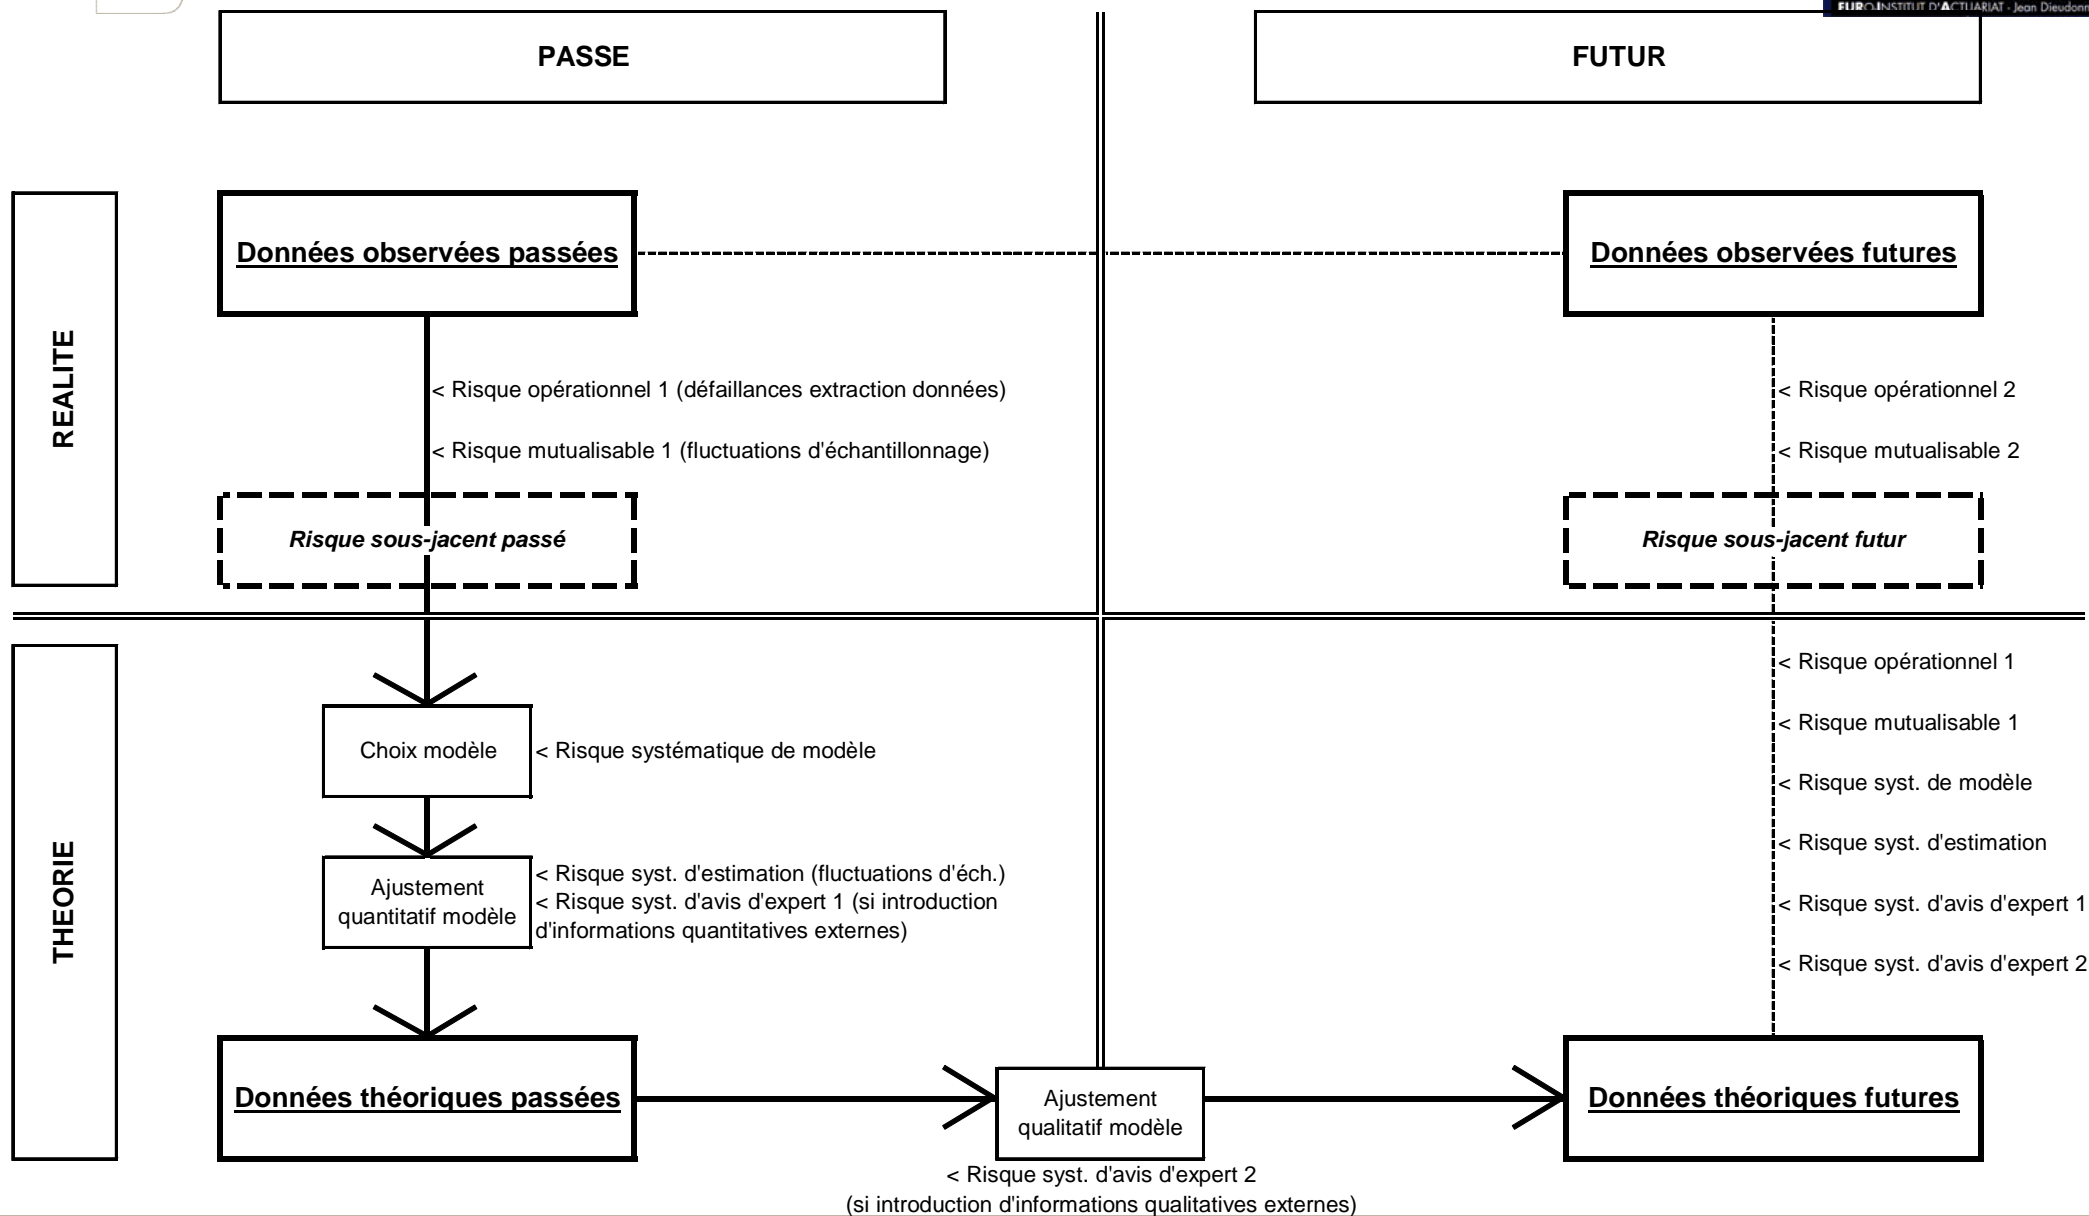 EURO-INSTITUT D'ACTUARIAT - Jean Dieudonn
PASSE
FUTUR
REALITE
Données observées passées
Données observées futures
< Risque opérationnel 1 (défaillances extraction données)
< Risque mutualisable 1 (fluctuations d'échantillonnage)
< Risque opérationnel 2
< Risque mutualisable 2
Risque sous-jacent passé
Risque sous-jacent futur
THEORIE
Choix modèle
< Risque systématique de modèle
Ajustement
quantitatif modèle
< Risque syst. d'estimation (fluctuations d'éch.)
< Risque syst. d'avis d'expert 1 (si introduction
d'informations quantitatives externes)
< Risque opérationnel 1
< Risque mutualisable 1
< Risque syst. de modèle
< Risque syst. d'estimation
< Risque syst. d'avis d'expert 1
< Risque syst. d'avis d'expert 2
Données théoriques passées
Ajustement
qualitatif modèle
Données théoriques futures
< Risque syst. d'avis d'expert 2
(si introduction d'informations qualitatives externes)